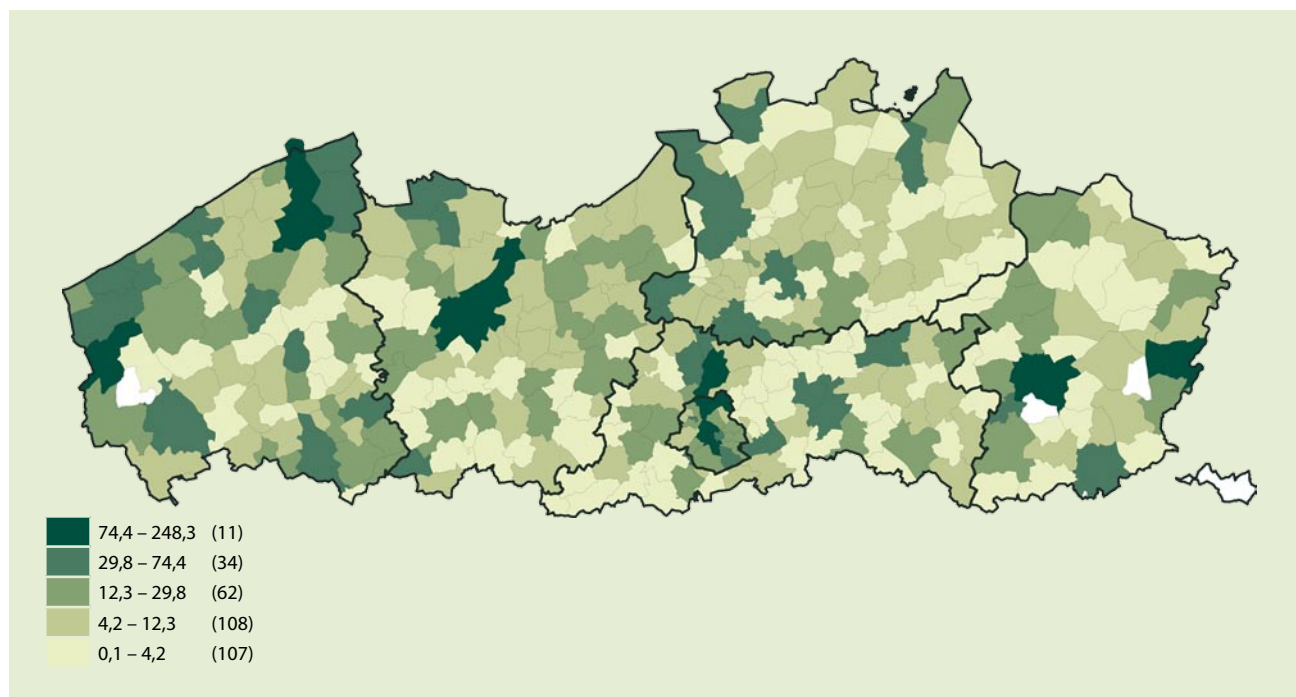 74,4 – 248,3 (11)
29,8 – 74,4 (34)
12,3 – 29,8 (62)
4,2 – 12,3 (108)
0,1 – 4,2 (107)